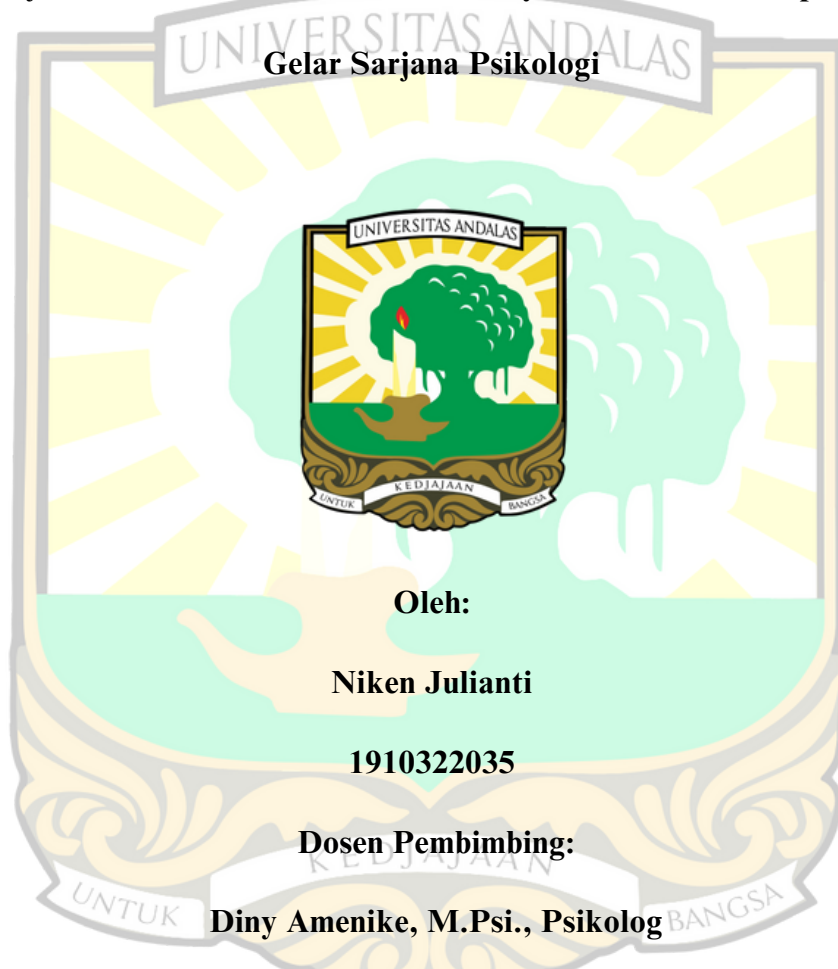 UNIVERSITAS ANDALAS
Gelar Sarjana Psikologi
UNIVERSITAS ANDALAS
UNTUK KEDJAJAAN BANGSA
Oleh:
Niken Julianti
1910322035
Dosen Pembimbing:
KEDJAJAAN
UNTUK BANGSA
Diny Amenike, M.Psi., Psikolog